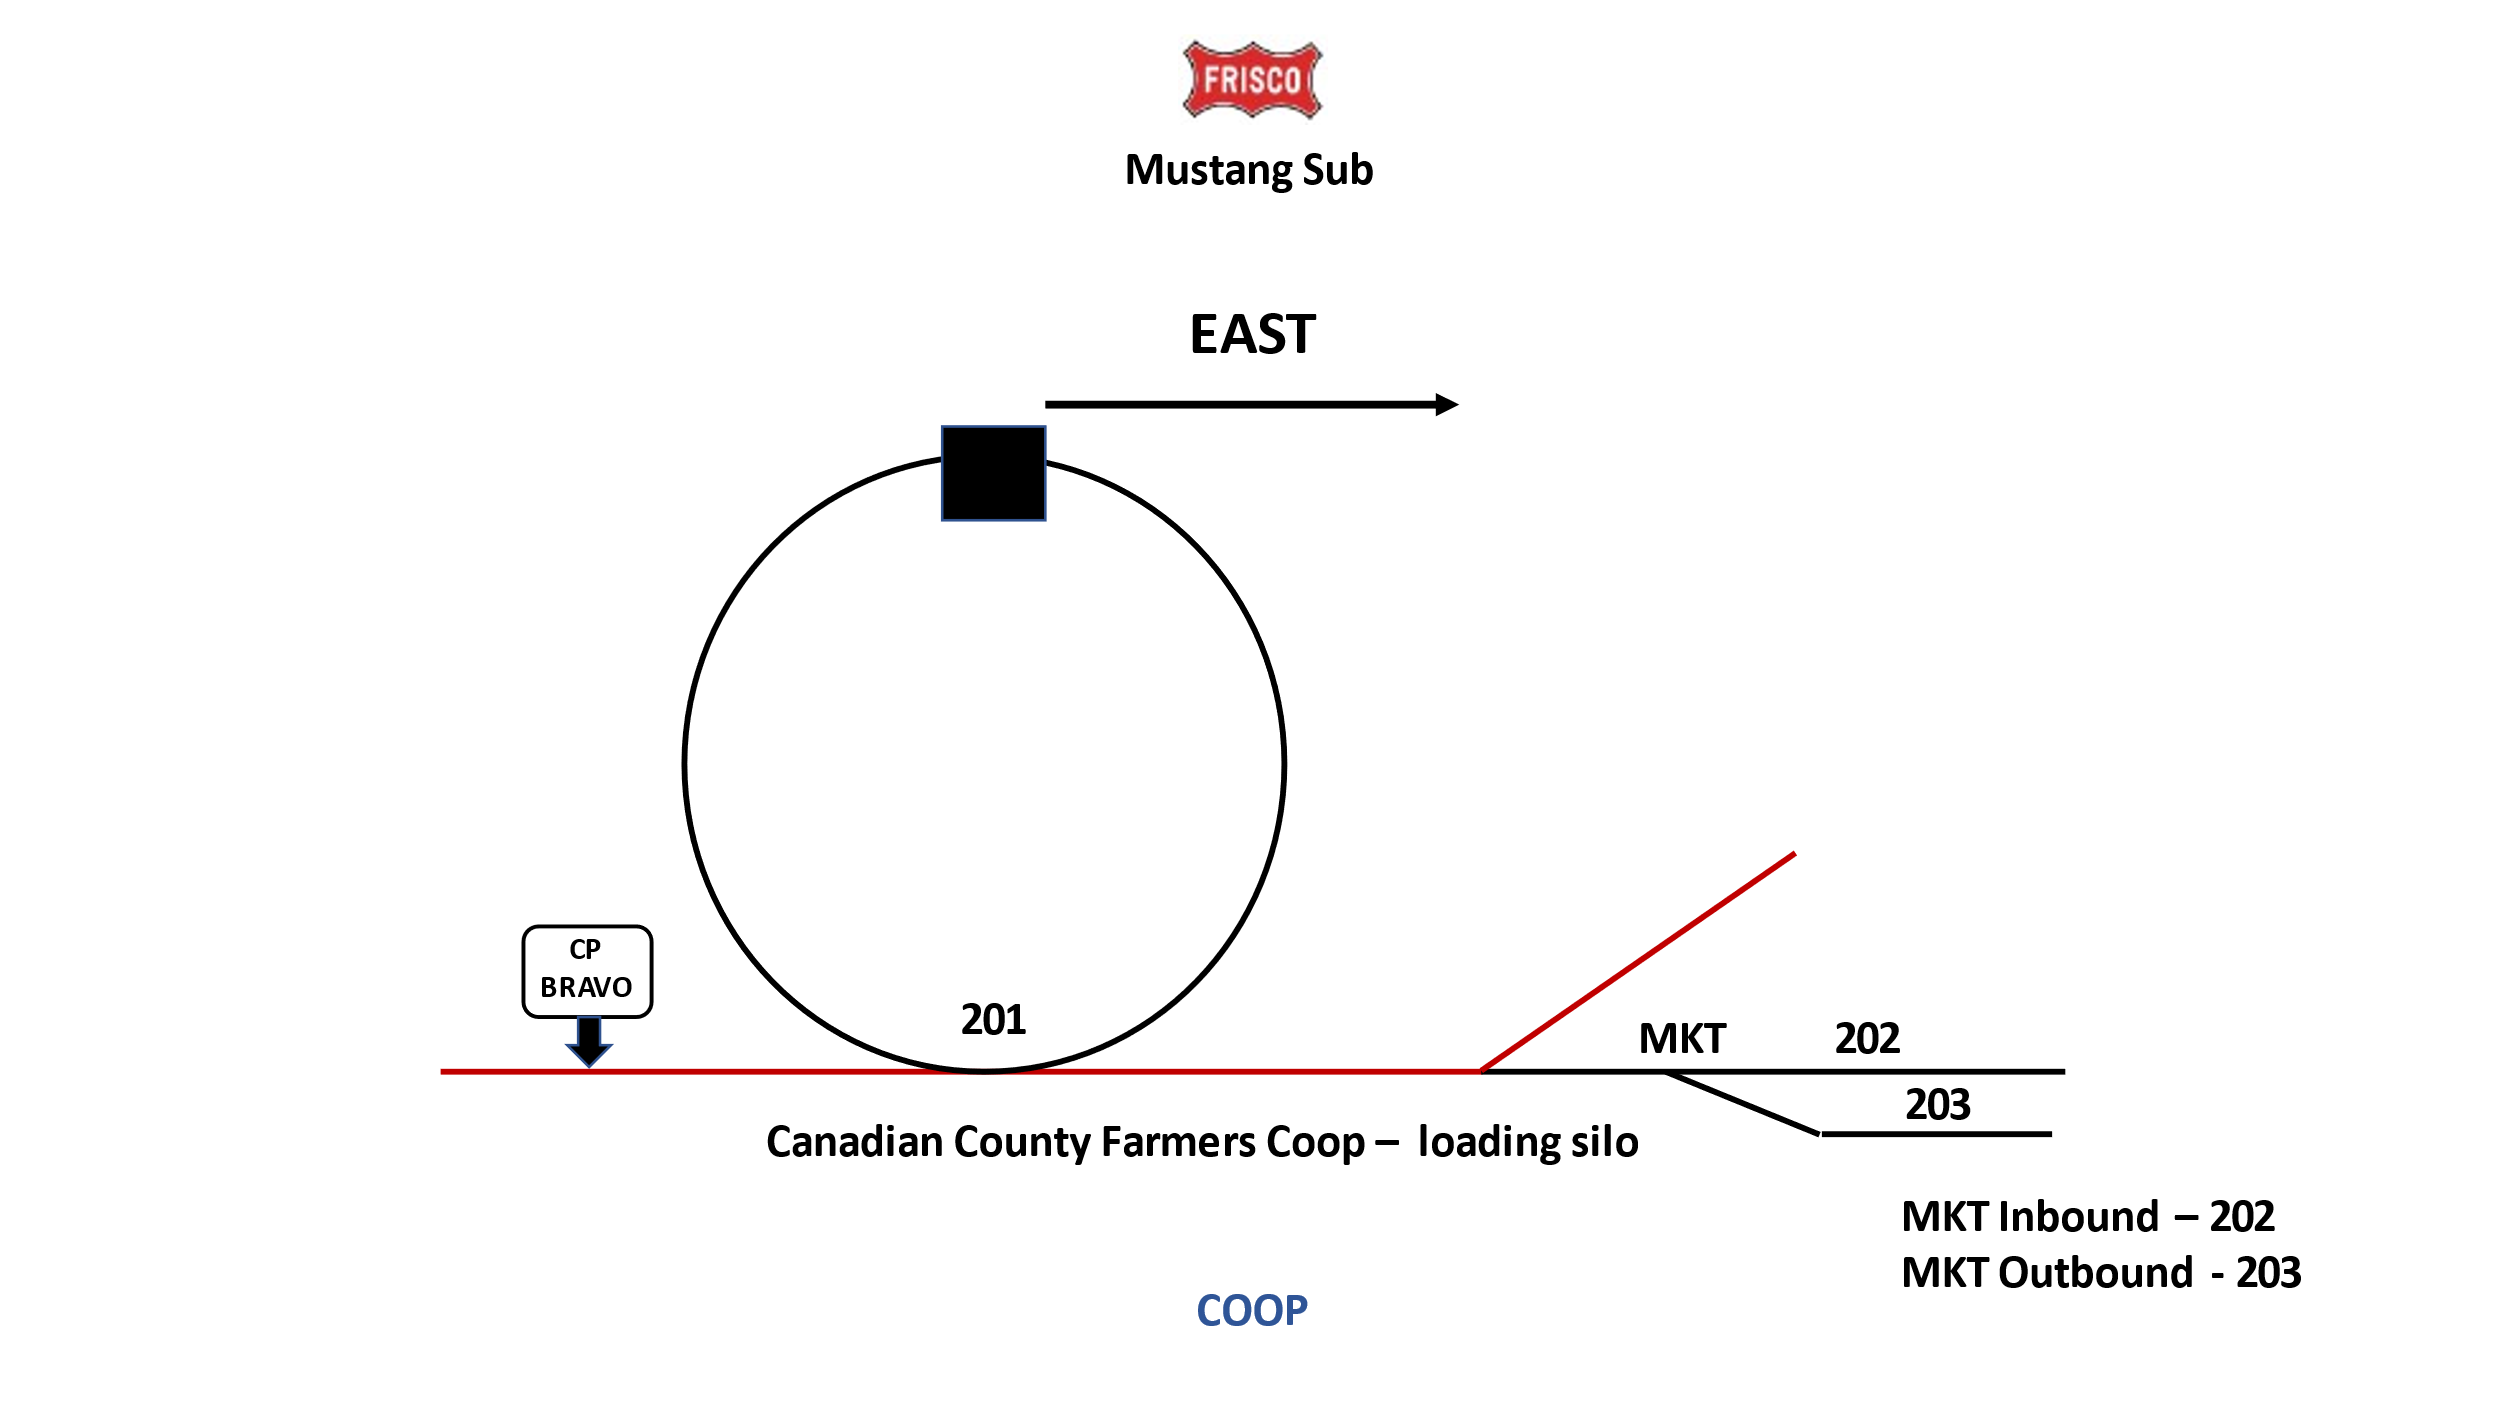 FRISCO
Mustang Sub
EAST
CP
BRAVO
201
MKT 202
203
Canadian County Farmers Coop – loading silo
MKT Inbound – 202
MKT Outbound - 203
COOP